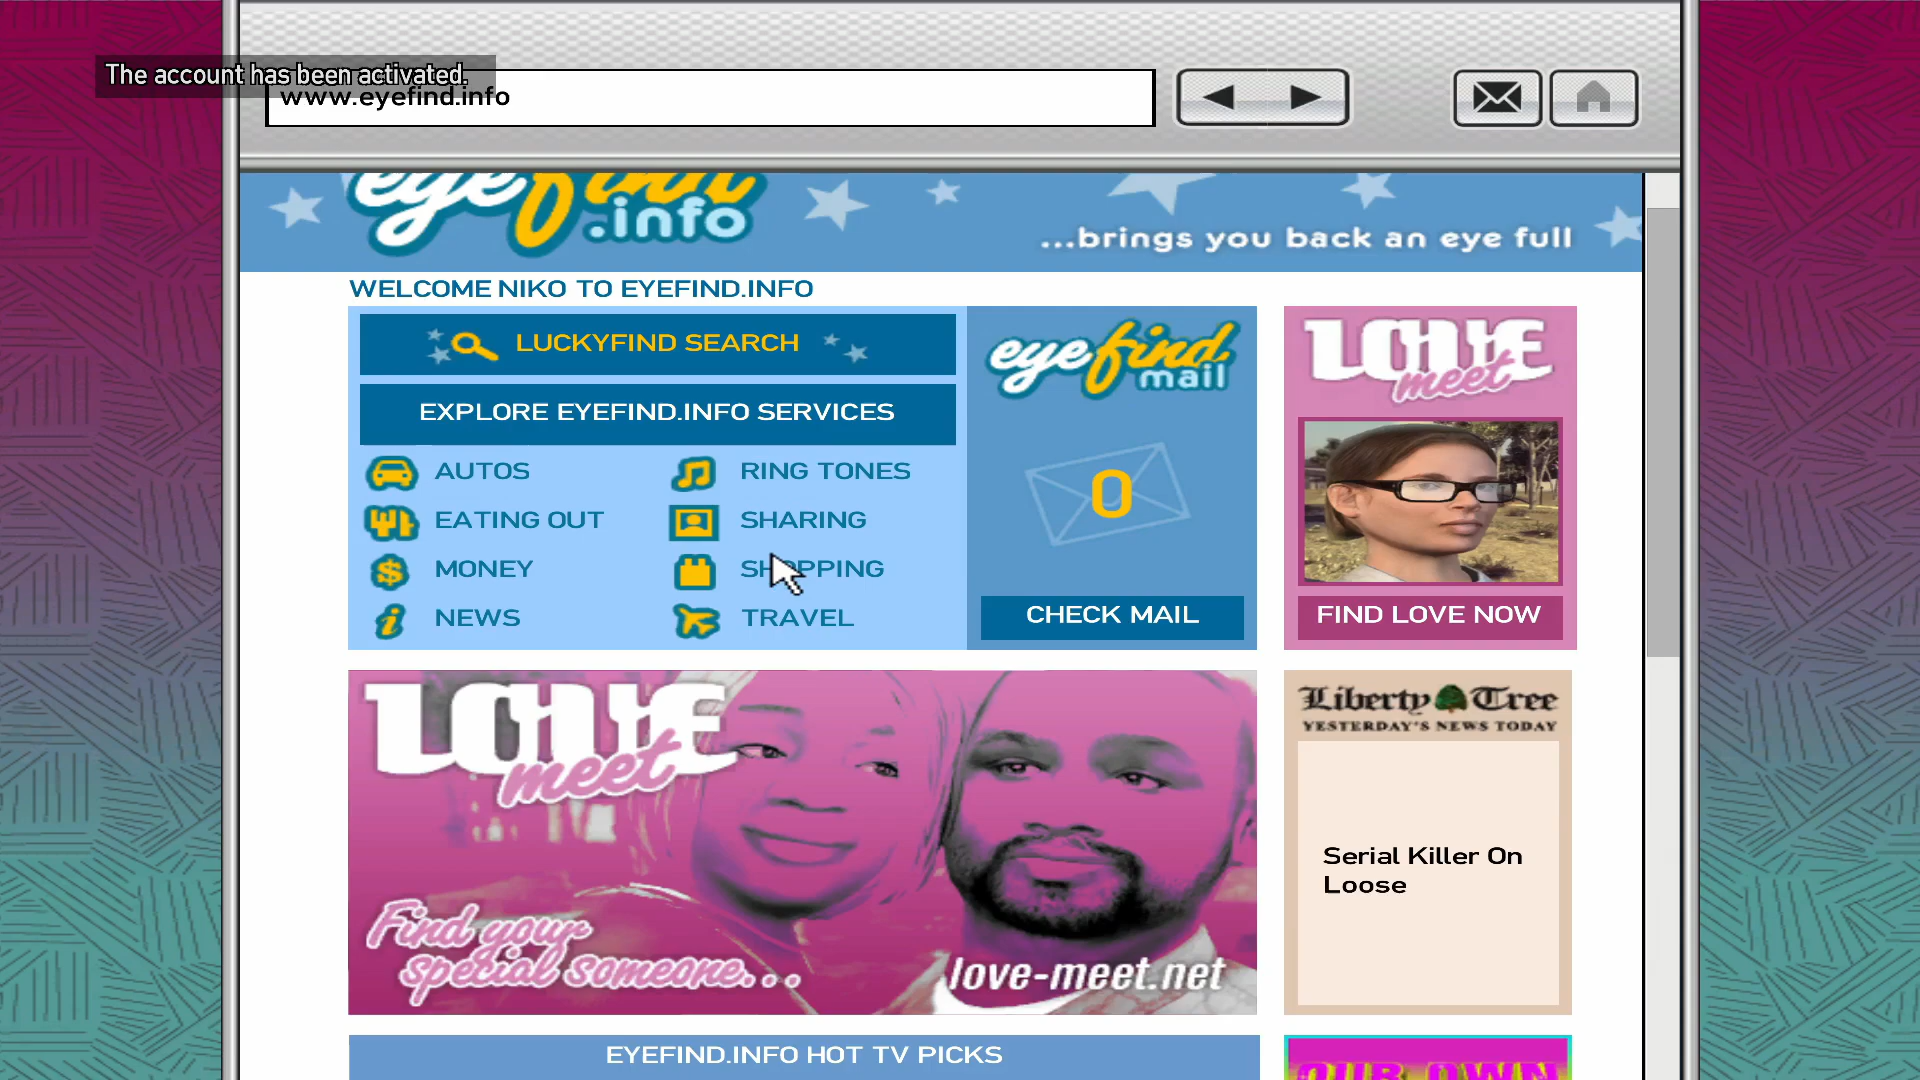 The account has been activated.
www.eyefind.info
eyefind
.info
...brings you back an eye full
WELCOME NIKO TO EYEFIND.INFO
LUCKYFIND SEARCH
EXPLORE EYEFIND.INFO SERVICES
AUTOS
RING TONES
EATING OUT
SHARING
MONEY
SHOPPING
NEWS
TRAVEL
eyefind
mail
0
CHECK MAIL
LOVE
meet
FIND LOVE NOW
LOVE
meet
Find your
special someone...
love-meet.net
Liberty Tree
YESTERDAY'S NEWS TODAY
Serial Killer On
Loose
EYEFIND.INFO HOT TV PICKS
OUR OWN